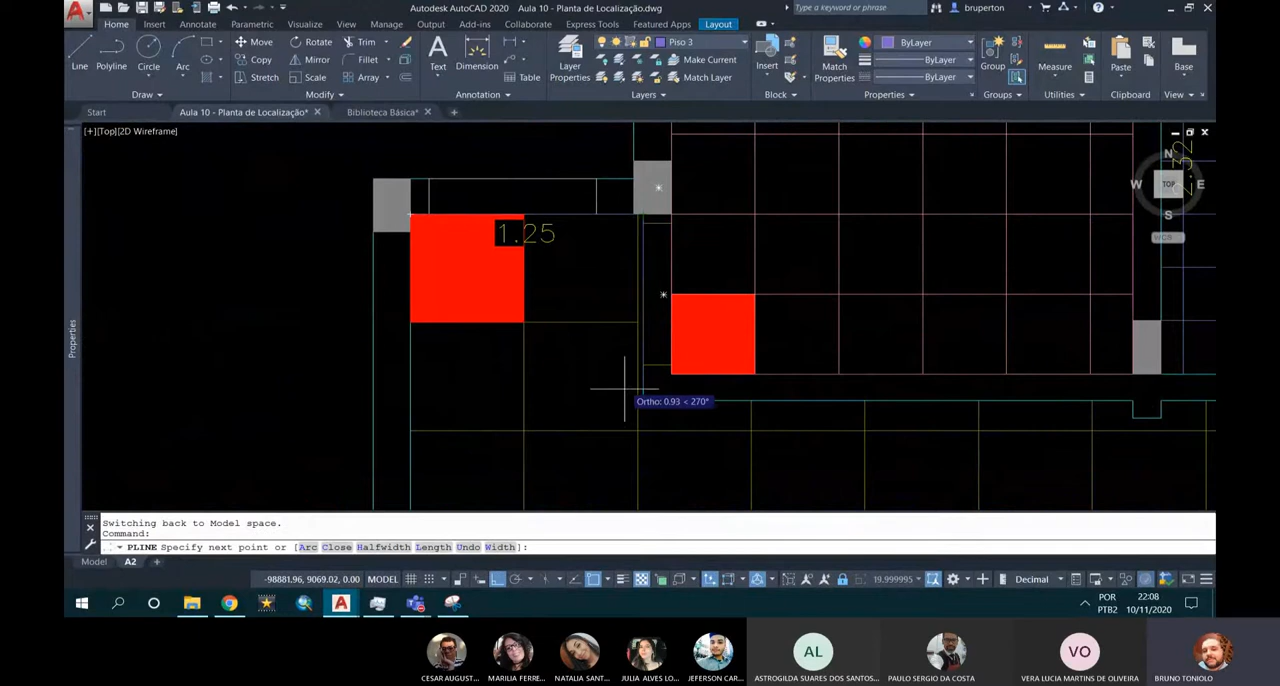 Autodesk AutoCAD 2020 Aula 10 - Planta de Localização.dwg Type a keyword or phrase bruperton
Home Insert Annotate Parametric View Manage Output Add-ins Collaborate Express Tools Featured Apps Layout
Line Polyline Circle Arc
Move Rotate Trim
Copy Mirror Fillet
Stretch Scale Array
Text Dimension Table
Layer Properties
Piso 3
Make Current
Match Layer
Insert
Match Properties
ByLayer
ByLayer
ByLayer
Group Measure Paste Base
Draw Modify Annotation Layers Block Properties Groups Utilities Clipboard View
Start Aula 10 - Planta de Localização* Biblioteca Básica*
[+][Top][2D Wireframe]
2.32
N
W TOP E
S
WCS
1.25
Properties
Ortho: 0.93 < 270°
Switching back to Model space.
Command:
PLINE Specify next point or [Arc Close Halfwidth Length Undo Width]:
Model A2
-98881.96, 9069.02, 0.00 MODEL 19.999995 Decimal
POR
PTB2
22:08
10/11/2020
AL VO
CESAR AUGUST... MARILIA FERRE... NATALIA SANT... JULIA ALVES LO... JEFERSON CAR... ASTROGILDA SUARES DOS SANTOS... PAULO SERGIO DA COSTA VERA LUCIA MARTINS DE OLIVEIRA BRUNO TONIOLO